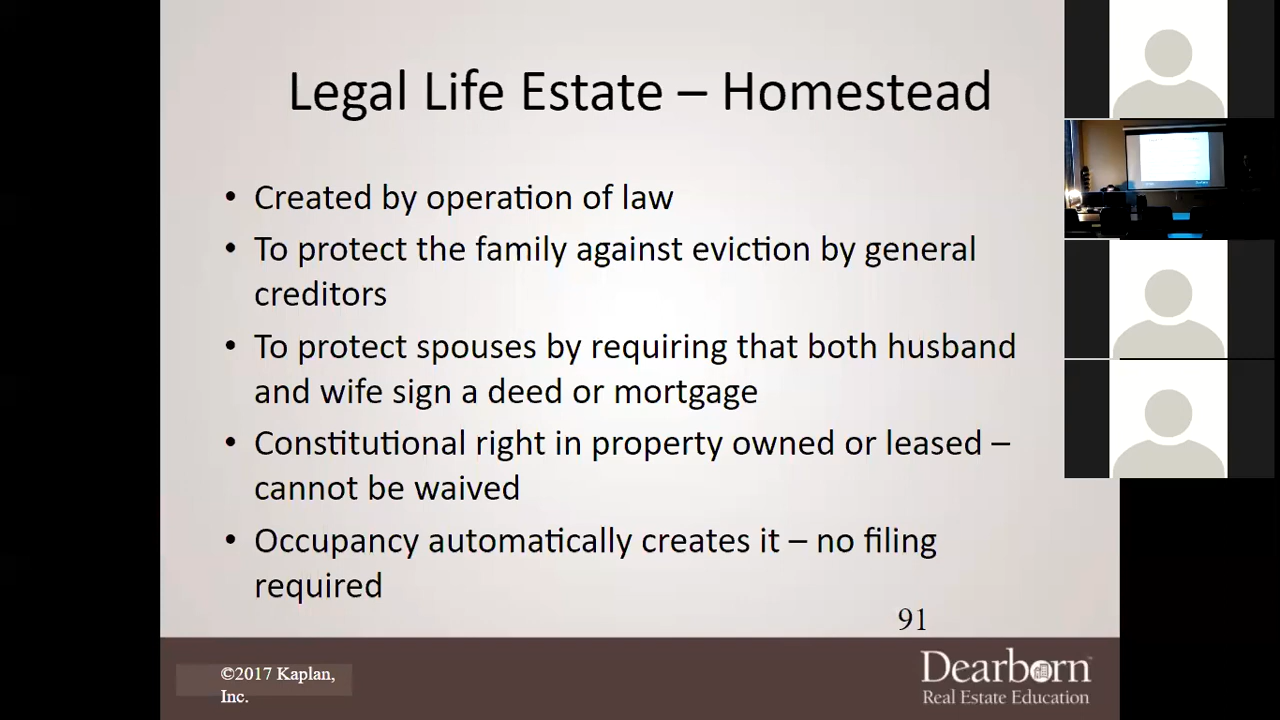 Legal Life Estate – Homestead
• Created by operation of law
• To protect the family against eviction by general
creditors
• To protect spouses by requiring that both husband
and wife sign a deed or mortgage
• Constitutional right in property owned or leased –
cannot be waived
• Occupancy automatically creates it – no filing
required
91
©2017 Kaplan,
Inc.
Dearborn
Real Estate Education